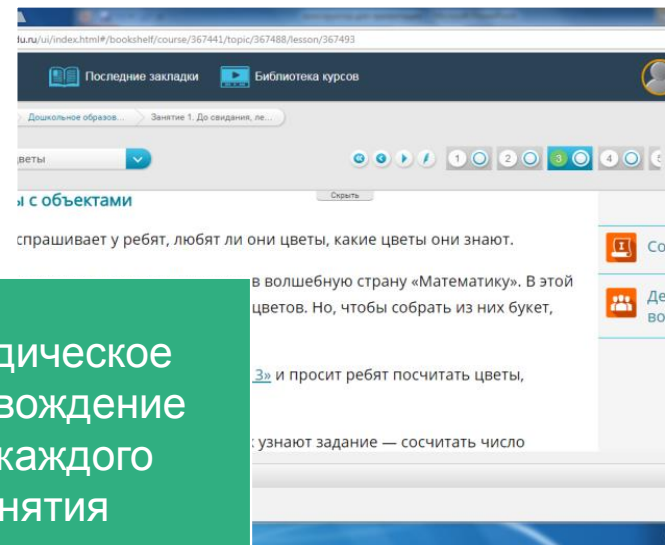 du.ru/ui/index.html#/bookshelf/course/367441/topic/367488/lesson/367493
Последние закладки Библиотека курсов
Дошкольное образов... Занятие 1. До свидания, ле...
веты 1 2 3 4
ы с объектами Скрыть
спрашивает у ребят, любят ли они цветы, какие цветы они знают.
Со
в волшебную страну «Математику». В этой
цветов. Но, чтобы собрать из них букет,
Де
во
3» и просит ребят посчитать цветы,
узнают задание — сосчитать число
дическое
вождение
каждого
нятия